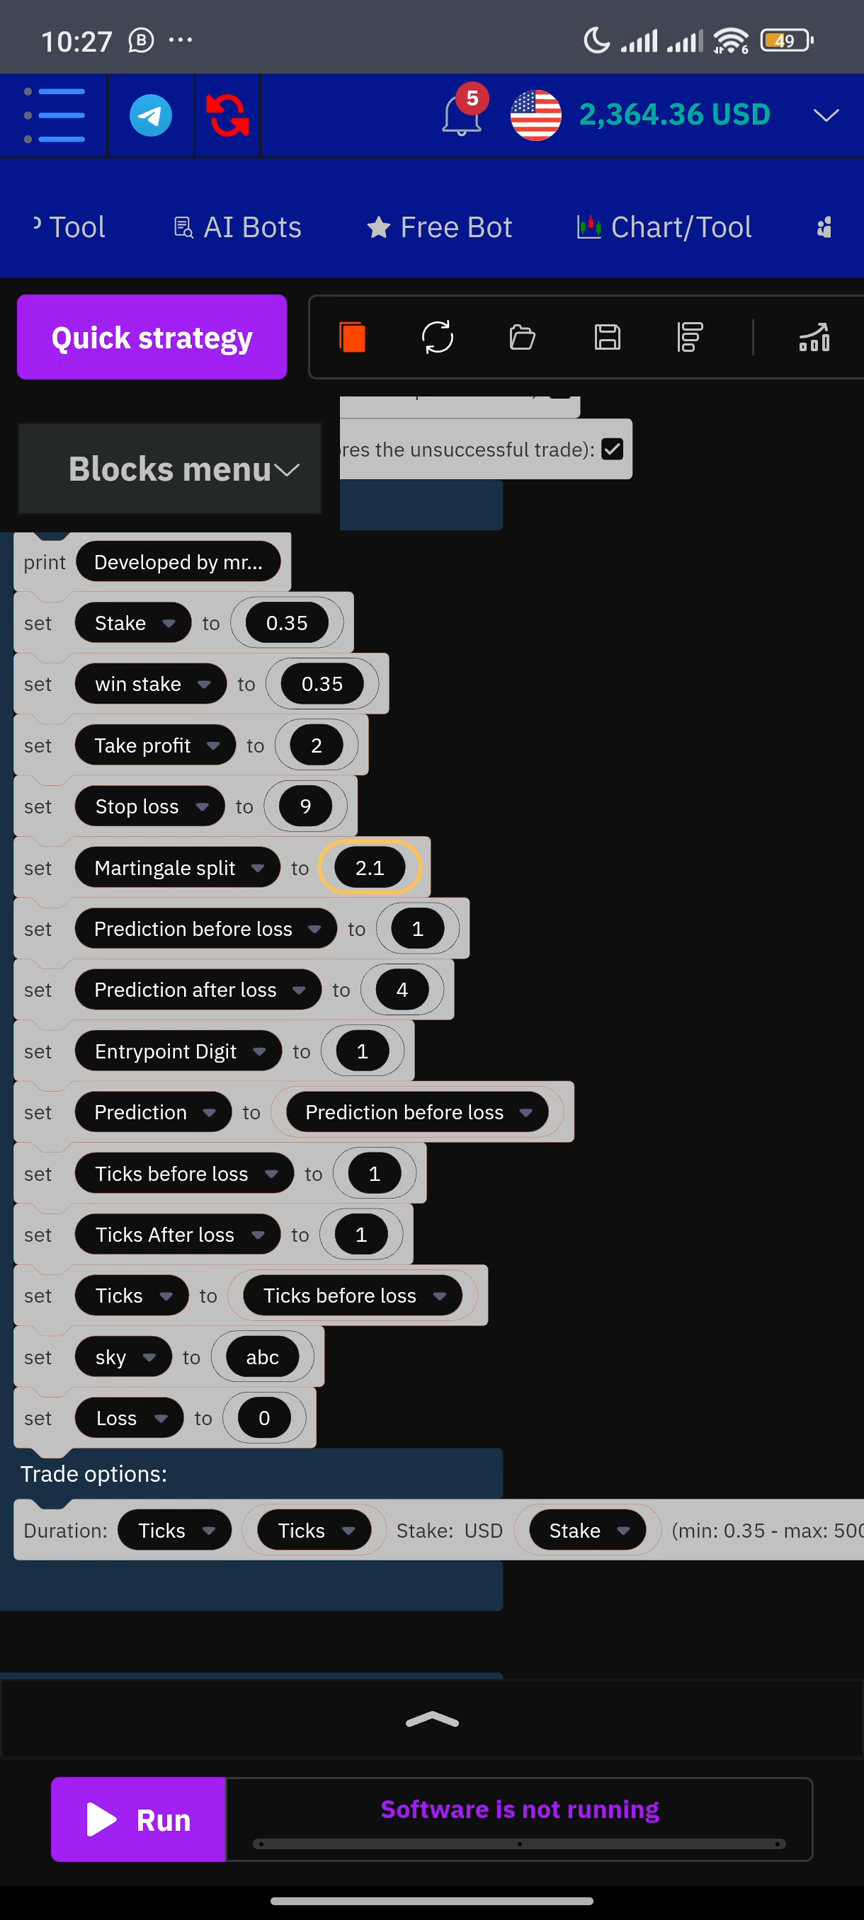 10:27 B ... 6 49
5 2,364.36 USD
Tool AI Bots Free Bot Chart/Tool
Quick strategy
Blocks menu
the unsuccessful trade):
print Developed by mr...
set Stake to 0.35
set win stake to 0.35
set Take profit to 2
set Stop loss to 9
set Martingale split to 2.1
set Prediction before loss to 1
set Prediction after loss to 4
set Entrypoint Digit to 1
set Prediction to Prediction before loss
set Ticks before loss to 1
set Ticks After loss to 1
set Ticks to Ticks before loss
set sky to abc
set Loss to 0
Trade options:
Duration: Ticks Ticks Stake: USD Stake (min: 0.35 - max: 500
Run Software is not running